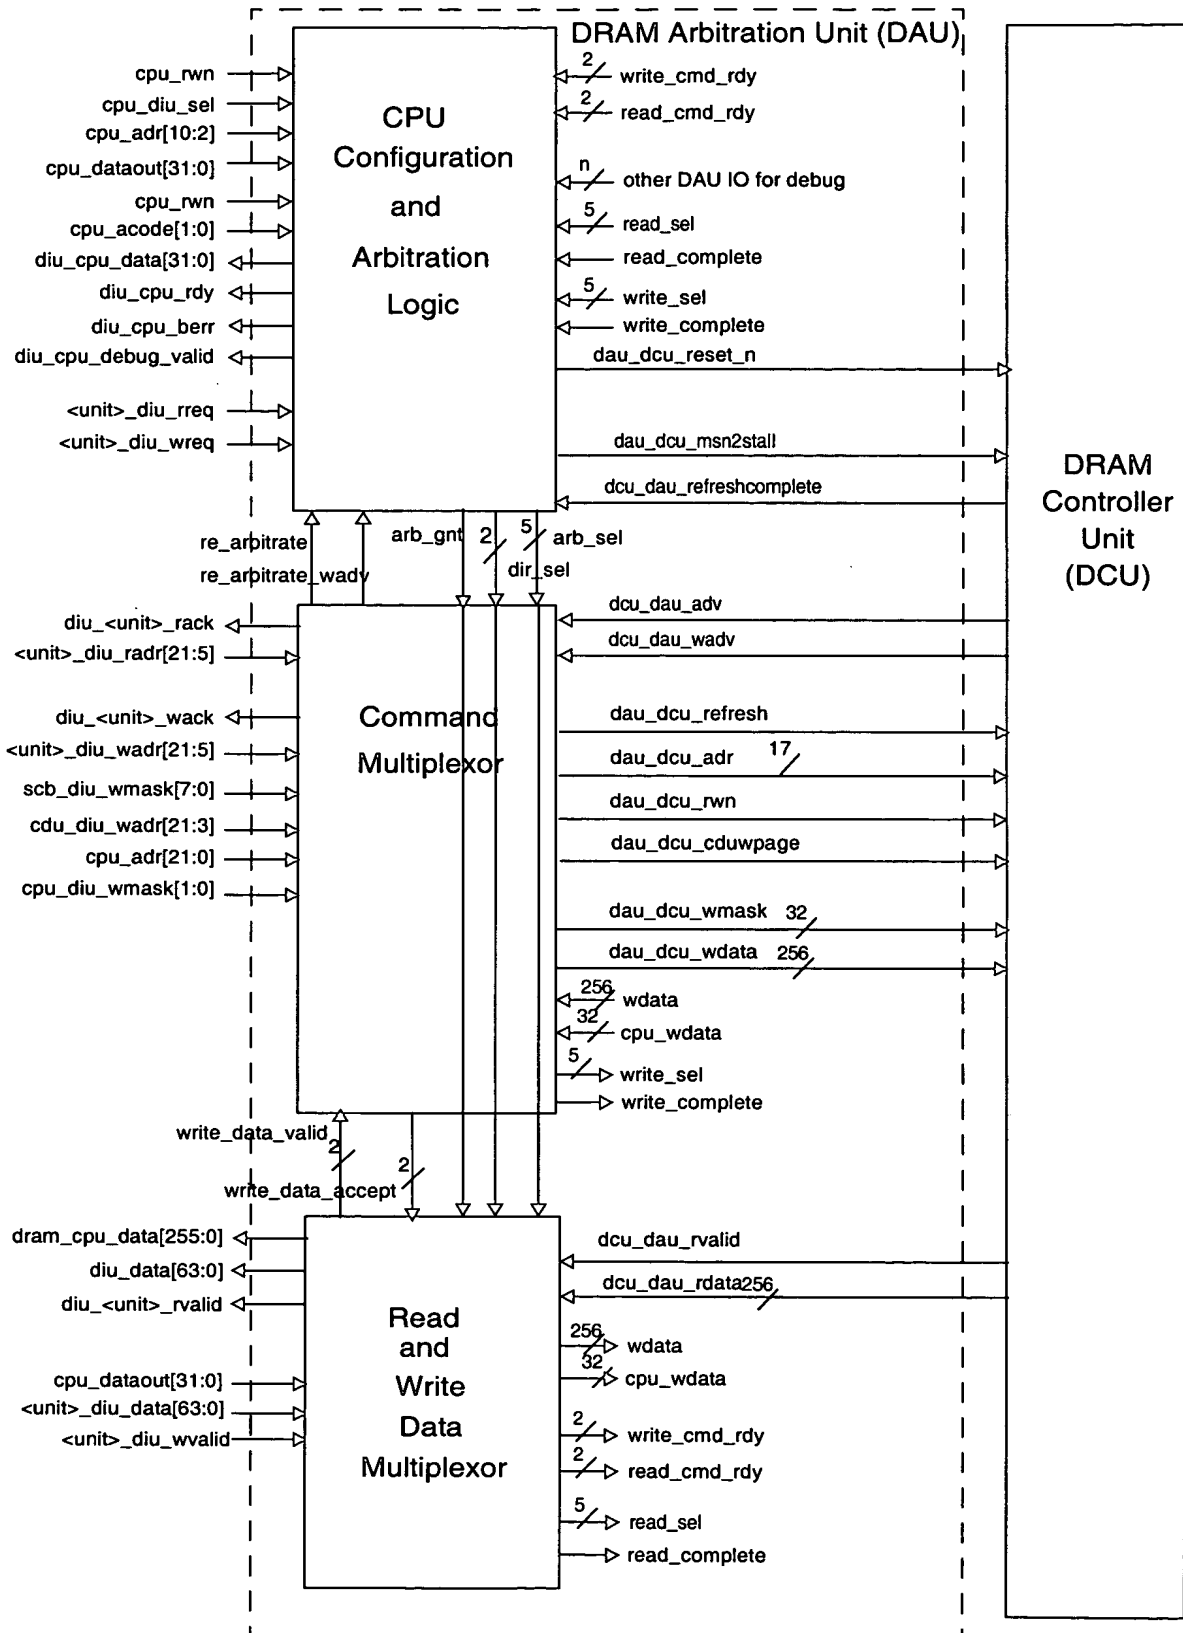 DRAM Arbitration Unit (DAU)
cpu_rwn
cpu_diu_sel
cpu_adr[10:2]
cpu_dataout[31:0]
cpu_rwn
cpu_acode[1:0]
diu_cpu_data[31:0]
diu_cpu_rdy
diu_cpu_berr
diu_cpu_debug_valid
<unit>_diu_rreq
<unit>_diu_wreq
CPU
Configuration
and
Arbitration
Logic
2
write_cmd_rdy
2
read_cmd_rdy
n
other DAU IO for debug
5
read_sel
read_complete
5
write_sel
write_complete
dau_dcu_reset_n
dau_dcu_msn2stall
dcu_dau_refreshcomplete
DRAM
Controller
Unit
(DCU)
re_arbitrate
re_arbitrate_wadv
arb_gnt
2
dir_sel
5
arb_sel
diu_<unit>_rack
<unit>_diu_radr[21:5]
diu_<unit>_wack
<unit>_diu_wadr[21:5]
scb_diu_wmask[7:0]
cdu_diu_wadr[21:3]
cpu_adr[21:0]
cpu_diu_wmask[1:0]
Command
Multiplexor
dcu_dau_adv
dcu_dau_wadv
dau_dcu_refresh
dau_dcu_adr
17
dau_dcu_rwn
dau_dcu_cduwpage
dau_dcu_wmask
32
dau_dcu_wdata
256
256
wdata
32
cpu_wdata
5
write_sel
write_complete
write_data_valid
2
write_data_accept
2
dram_cpu_data[255:0]
diu_data[63:0]
diu_<unit>_rvalid
cpu_dataout[31:0]
<unit>_diu_data[63:0]
<unit>_diu_wvalid
Read
and
Write
Data
Multiplexor
dcu_dau_rvalid
dcu_dau_rdata
256
256
wdata
32
cpu_wdata
2
write_cmd_rdy
2
read_cmd_rdy
5
read_sel
read_complete